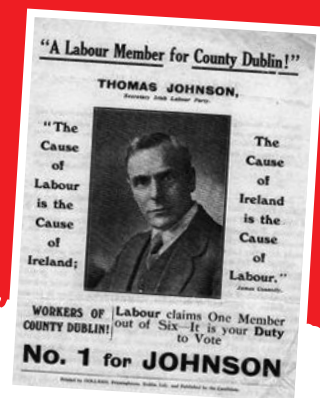 "A Labour Member for County Dublin!"
THOMAS JOHNSON,
Secretary Irish Labour Party.
"The
Cause
of
Labour
is the
Cause
of
Ireland;
The
Cause
of
Ireland
is the
Cause
of
Labour."
James Connolly.
WORKERS OF
COUNTY DUBLIN!
Labour claims One Member
out of Six—It is your Duty
to Vote
No. 1 for JOHNSON